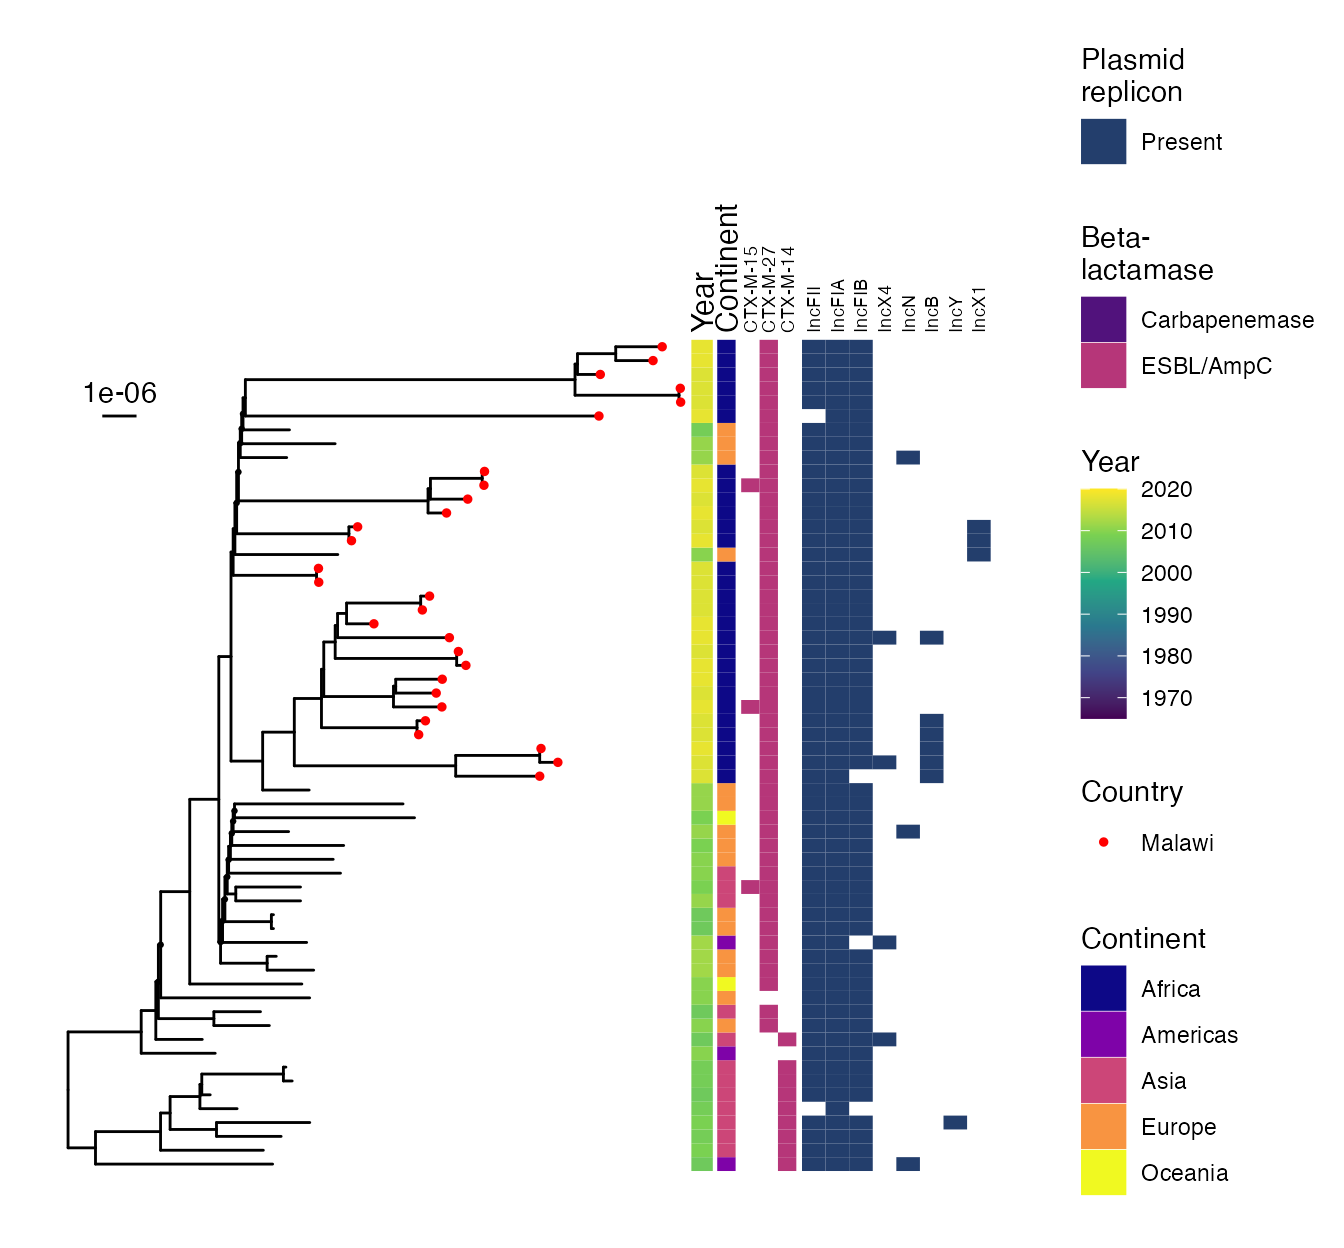 Plasmid
replicon
Present
Beta-
lactamase
Carbapenemase
ESBL/AmpC
Year
2020
2010
2000
1990
1980
1970
Country
Malawi
Continent
Africa
Americas
Asia
Europe
Oceania
1e-06
Year
Continent
CTX-M-15
CTX-M-27
CTX-M-14
IncFII
IncFIA
IncFIB
IncX4
IncN
IncB
IncY
IncX1